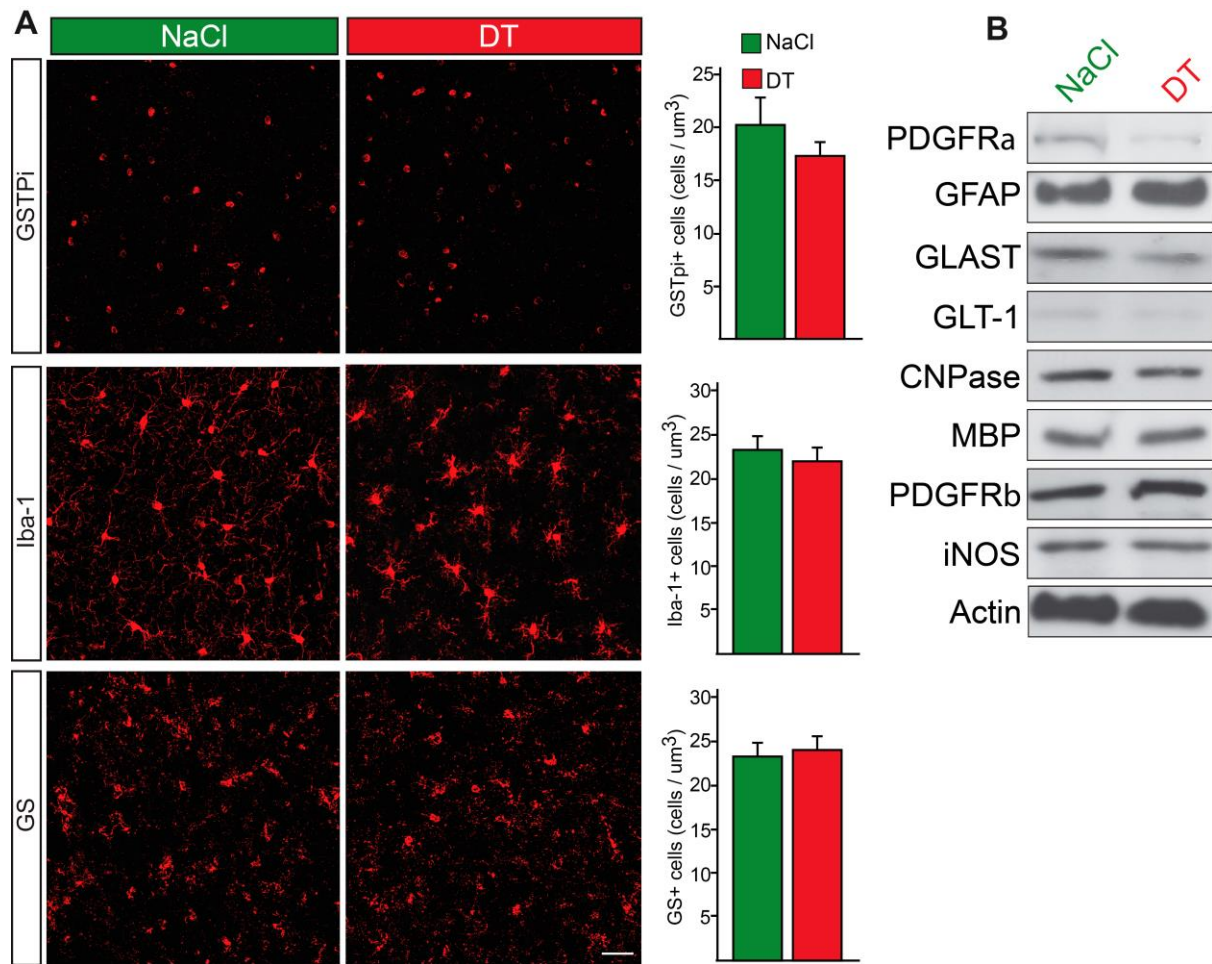 A
NaCl
DT
GSTPi
Iba-1
GS
NaCl
DT
GSTpi+ cells (cells / um³)
25
20
15
10
5
Iba-1+ cells (cells / um³)
30
25
20
15
10
5
GS+ cells (cells / um³)
30
25
20
15
10
5
B
NaCl
DT
PDGFRa
GFAP
GLAST
GLT-1
CNPase
MBP
PDGFRb
iNOS
Actin